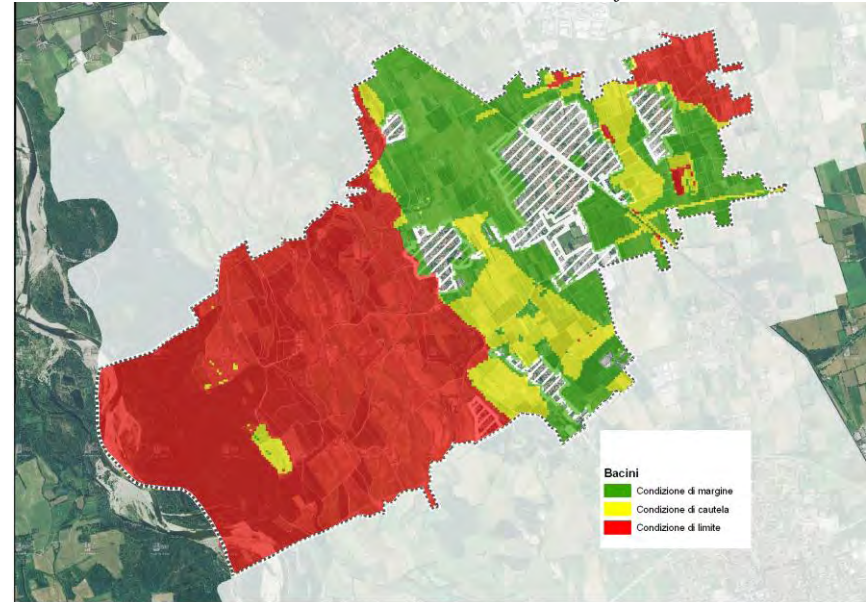 Bacini
Condizione di margine
Condizione di cautela
Condizione di limite